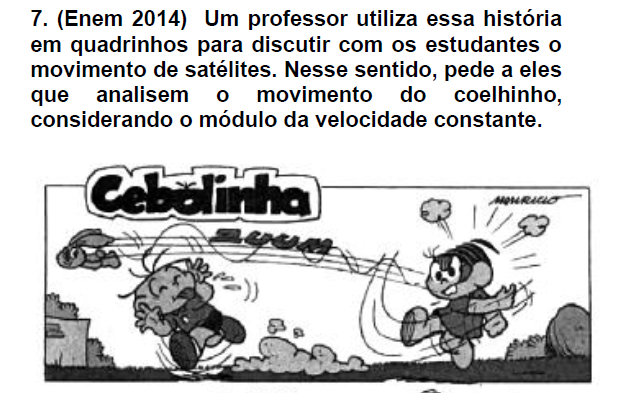 7. (Enem 2014) Um professor utiliza essa história
em quadrinhos para discutir com os estudantes o
movimento de satélites. Nesse sentido, pede a eles
que analisem o movimento do coelhinho,
considerando o módulo da velocidade constante.
Cebolinha
MAURICIO
ZUUM